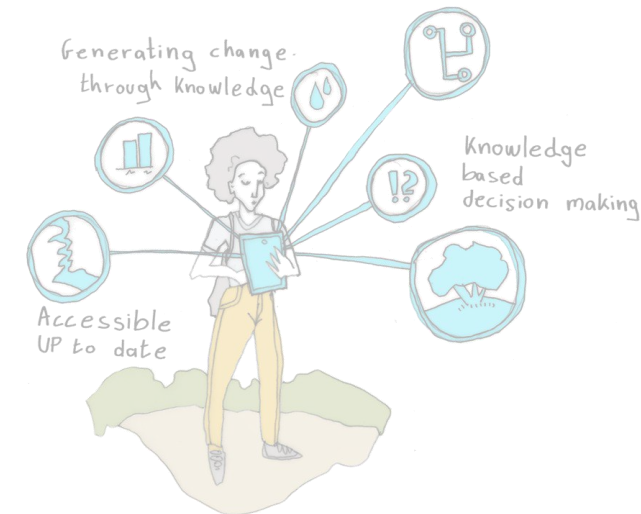 Generating change.
through Knowledge
!?
Knowledge
based
decision making
Accessible
UP to date